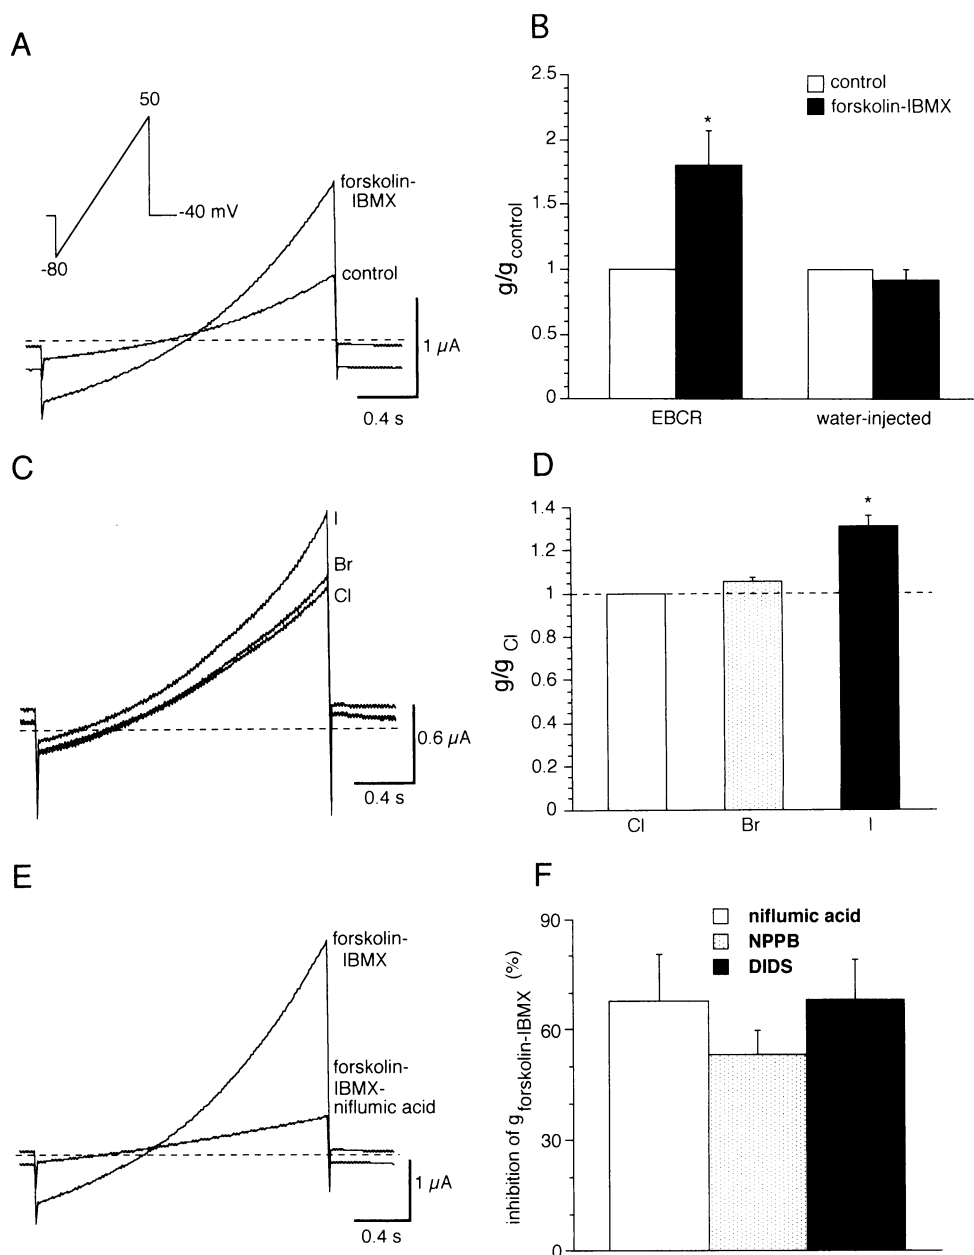 A
50
-40 mV
-80
forskolin-
IBMX
control
1 µA
0.4 s
B
2.5
2
1.5
1
0.5
0
g/g control
control
forskolin-IBMX
*
EBCR
water-injected
C
I
Br
Cl
0.6 µA
0.4 s
D
1.4
1.2
1
0.8
0.6
0.4
0.2
0
g/g Cl
*
Cl
Br
I
E
forskolin-
IBMX
forskolin-
IBMX-
niflumic acid
1 µA
0.4 s
F
90
60
30
0
inhibition of g forskolin-IBMX (%)
niflumic acid
NPPB
DIDS